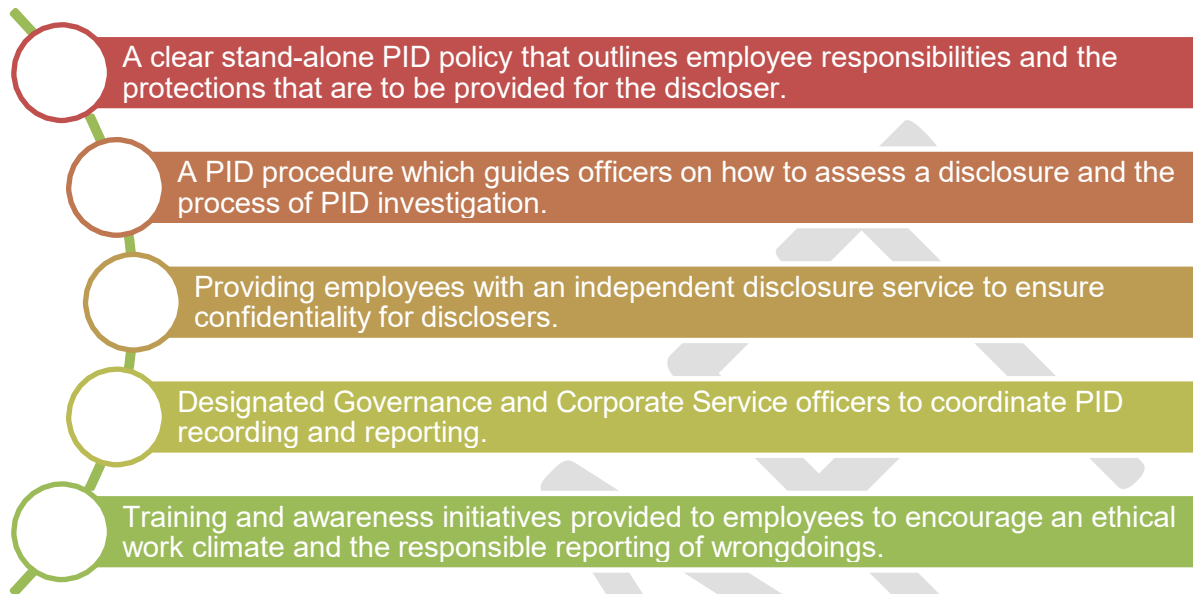 A clear stand-alone PID policy that outlines employee responsibilities and the
protections that are to be provided for the discloser.
A PID procedure which guides officers on how to assess a disclosure and the
process of PID investigation.
Providing employees with an independent disclosure service to ensure
confidentiality for disclosers.
Designated Governance and Corporate Service officers to coordinate PID
recording and reporting.
Training and awareness initiatives provided to employees to encourage an ethical
work climate and the responsible reporting of wrongdoings.